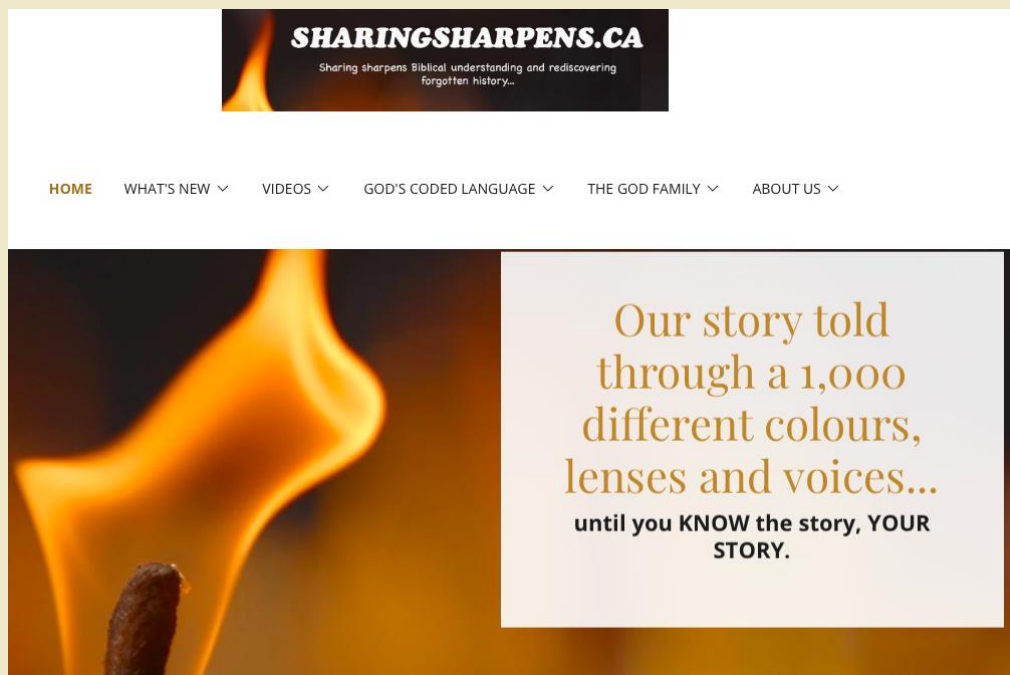 SHARINGSHARPENS.CA
Sharing sharpens Biblical understanding and rediscovering
forgotten history...
HOME WHAT'S NEW VIDEOS GOD'S CODED LANGUAGE THE GOD FAMILY ABOUT US
Our story told
through a 1,000
different colours,
lenses and voices...
until you KNOW the story, YOUR
STORY.